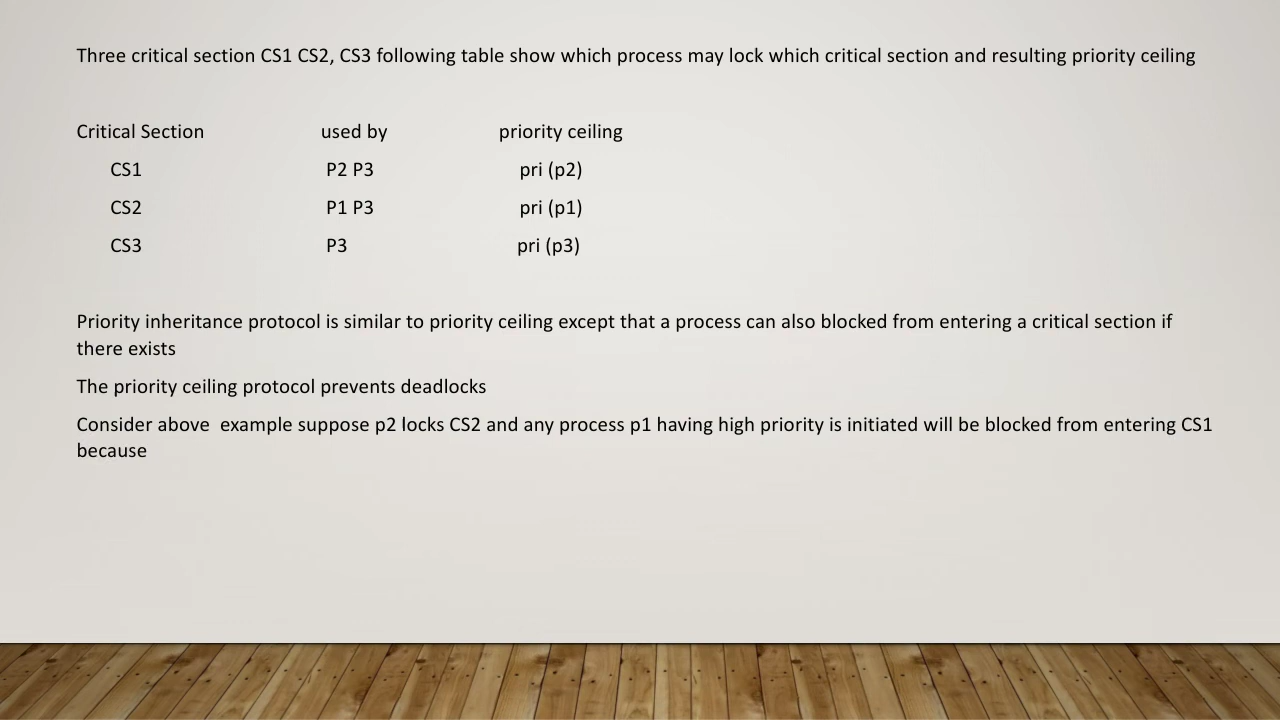 Three critical section CS1 CS2, CS3 following table show which process may lock which critical section and resulting priority ceiling
Critical Section used by priority ceiling
CS1 P2 P3 pri (p2)
CS2 P1 P3 pri (p1)
CS3 P3 pri (p3)
Priority inheritance protocol is similar to priority ceiling except that a process can also blocked from entering a critical section if
there exists
The priority ceiling protocol prevents deadlocks
Consider above example suppose p2 locks CS2 and any process p1 having high priority is initiated will be blocked from entering CS1
because